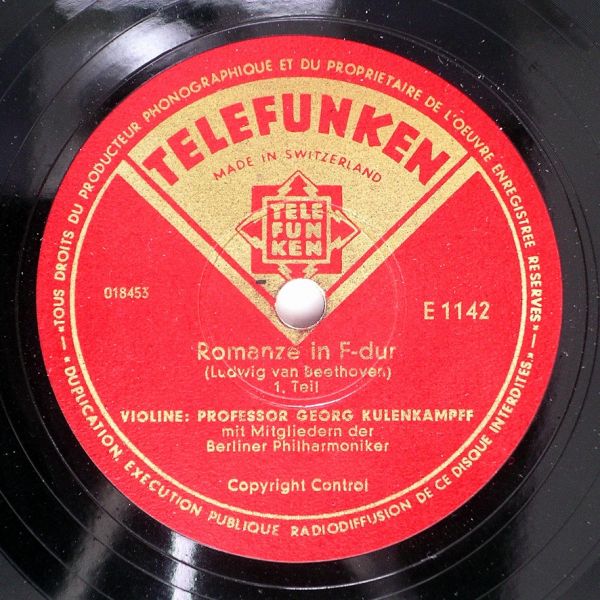 «TOUS DROITS DU PRODUCTEUR PHONOGRAPHIQUE ET DU PROPRIETAIRE DE L'OEUVRE ENREGISTREE RESERVES»
TELEFUNKEN
MADE IN SWITZERLAND
TELE
FUN
KEN
018453
E 1142
Romanze in F-dur
(Ludwig van Beethoven)
1. Teil
VIOLINE: PROFESSOR GEORG KULENKAMPFF
mit Mitgliedern der
Berliner Philharmoniker
Copyright Control
«DUPLICATION, EXECUTION PUBLIQUE RADIODIFFUSION DE CE DISQUE INTERDITES.»